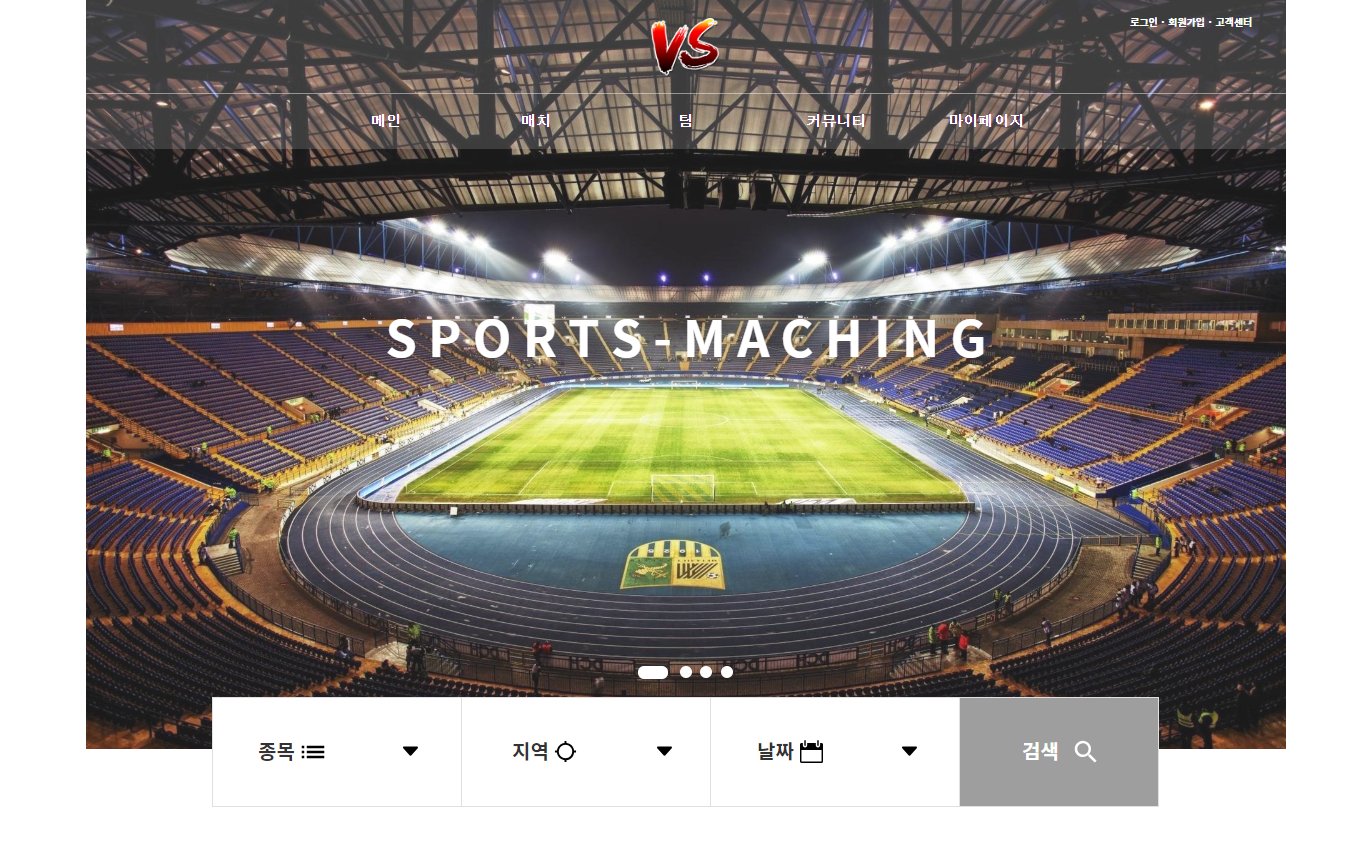 VS
로그인 · 회원가입 · 고객센터
메인 매치 팀 커뮤니티 마이페이지
SPORTS-MACHING
종목 지역 날짜 검색